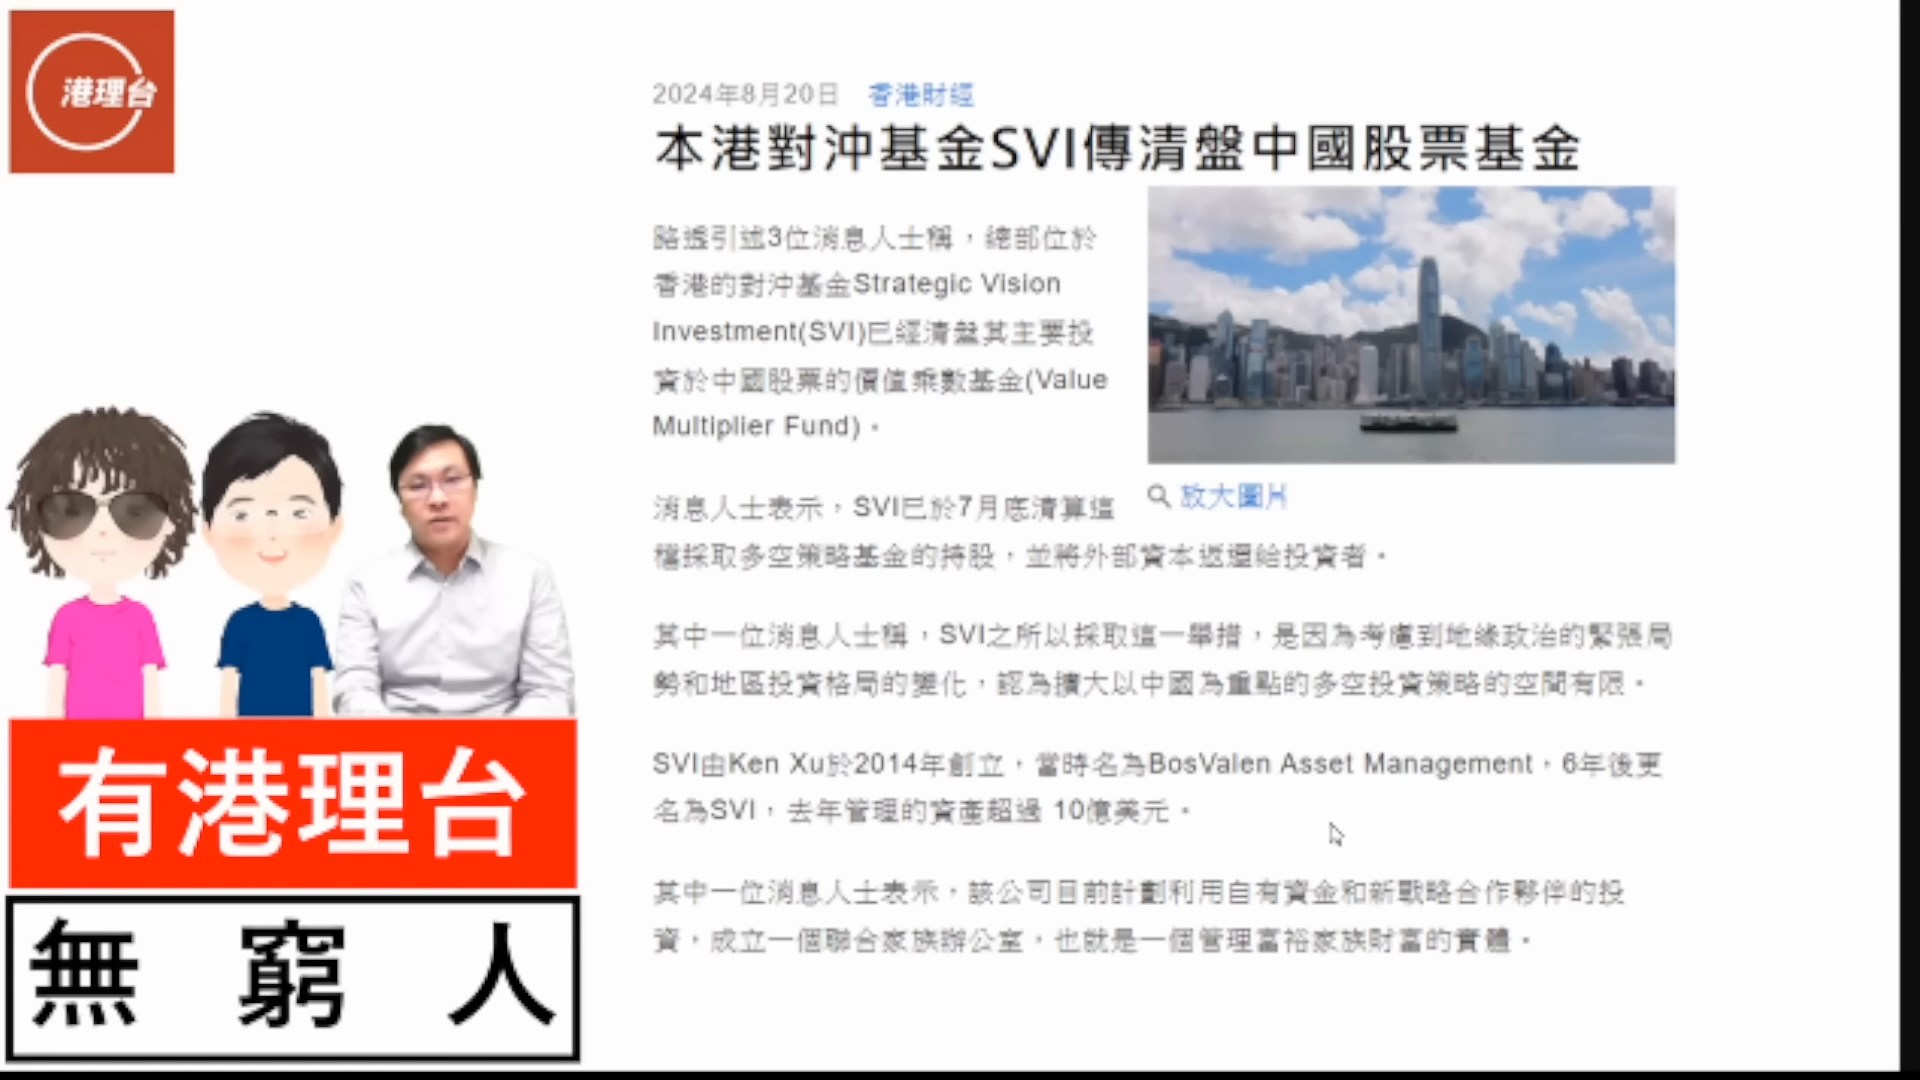 港理台
2024年8月20日 香港財經
本港對沖基金SVI傳清盤中國股票基金
路透引述3位消息人士稱，總部位於
香港的對沖基金Strategic Vision
Investment(SVI)已經清盤其主要投
資於中國股票的價值乘數基金(Value
Multiplier Fund)。
放大圖片
消息人士表示，SVI已於7月底清算這
檔採取多空策略基金的持股，並將外部資本返還給投資者。
其中一位消息人士稱，SVI之所以採取這一舉措，是因為考慮到地緣政治的緊張局
勢和地區投資格局的變化，認為擴大以中國為重點的多空投資策略的空間有限。
SVI由Ken Xu於2014年創立，當時名為BosValen Asset Management，6年後更
名為SVI，去年管理的資產超過 10億美元。
其中一位消息人士表示，該公司目前計劃利用自有資金和新戰略合作夥伴的投
資，成立一個聯合家族辦公室，也就是一個管理富裕家族財富的實體。
有港理台
無窮人